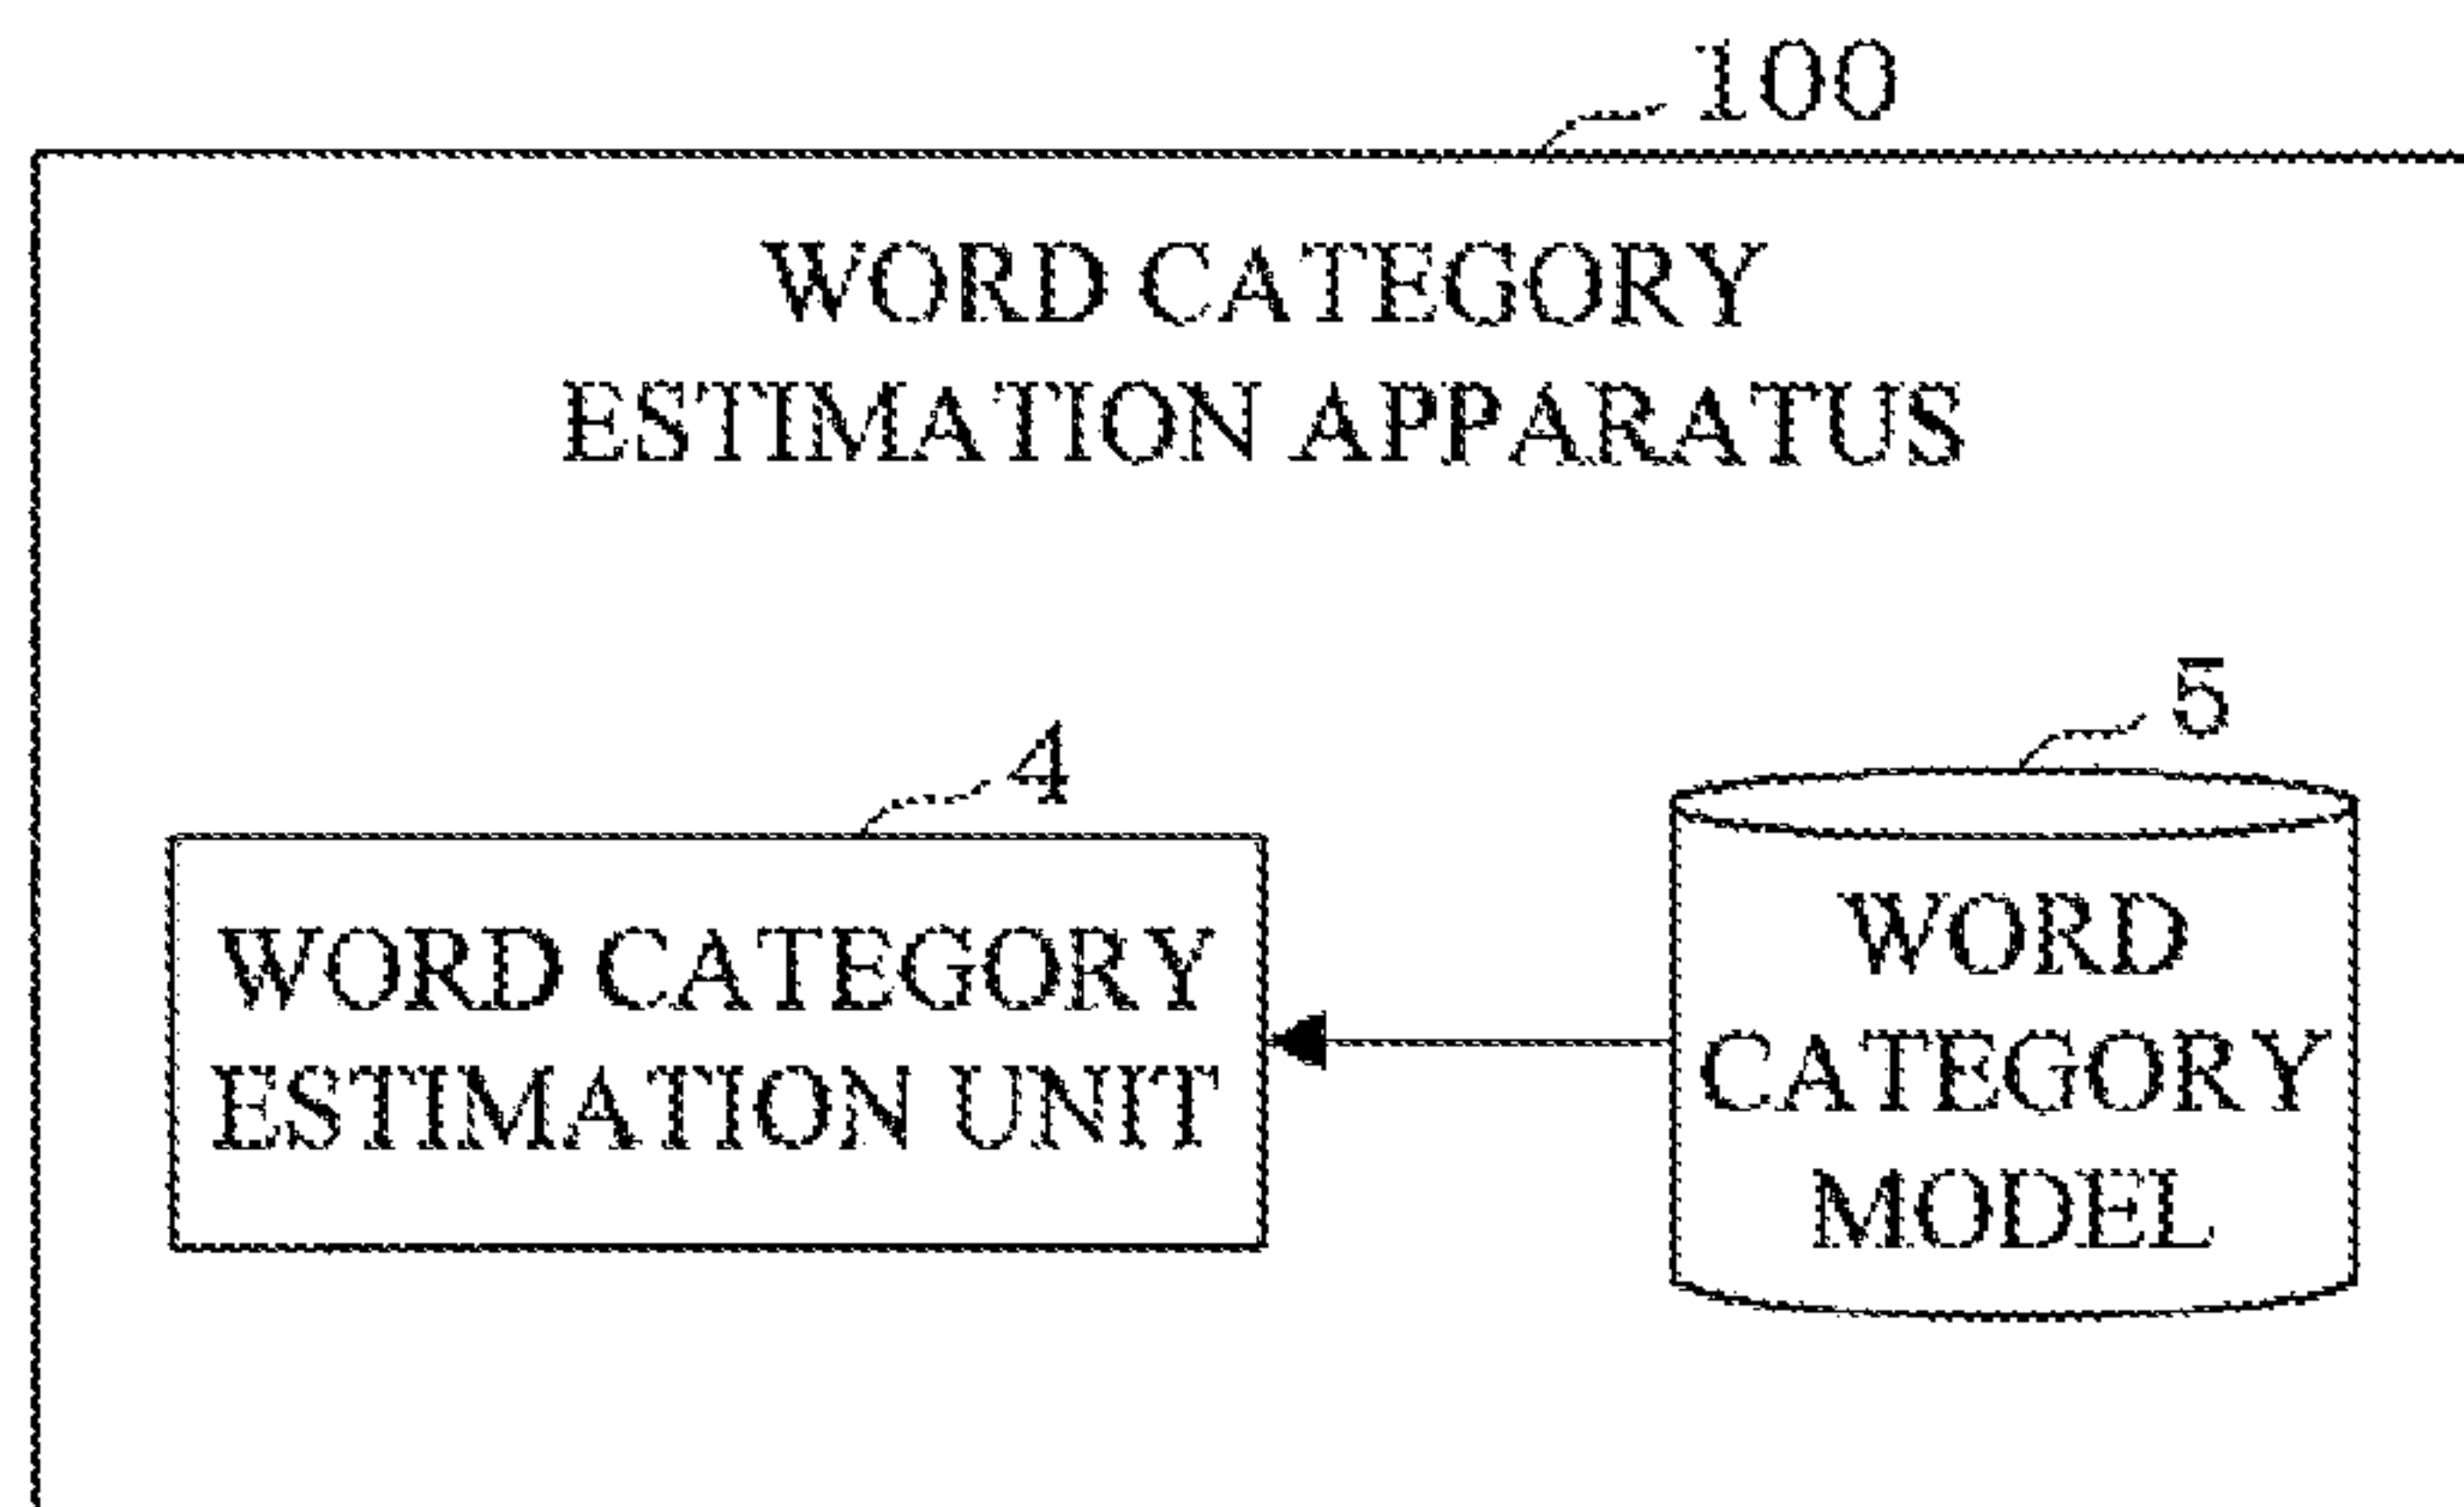 100
WORD CATEGORY
ESTIMATION APPARATUS
4
WORD CATEGORY
ESTIMATION UNIT
5
WORD
CATEGORY
MODEL